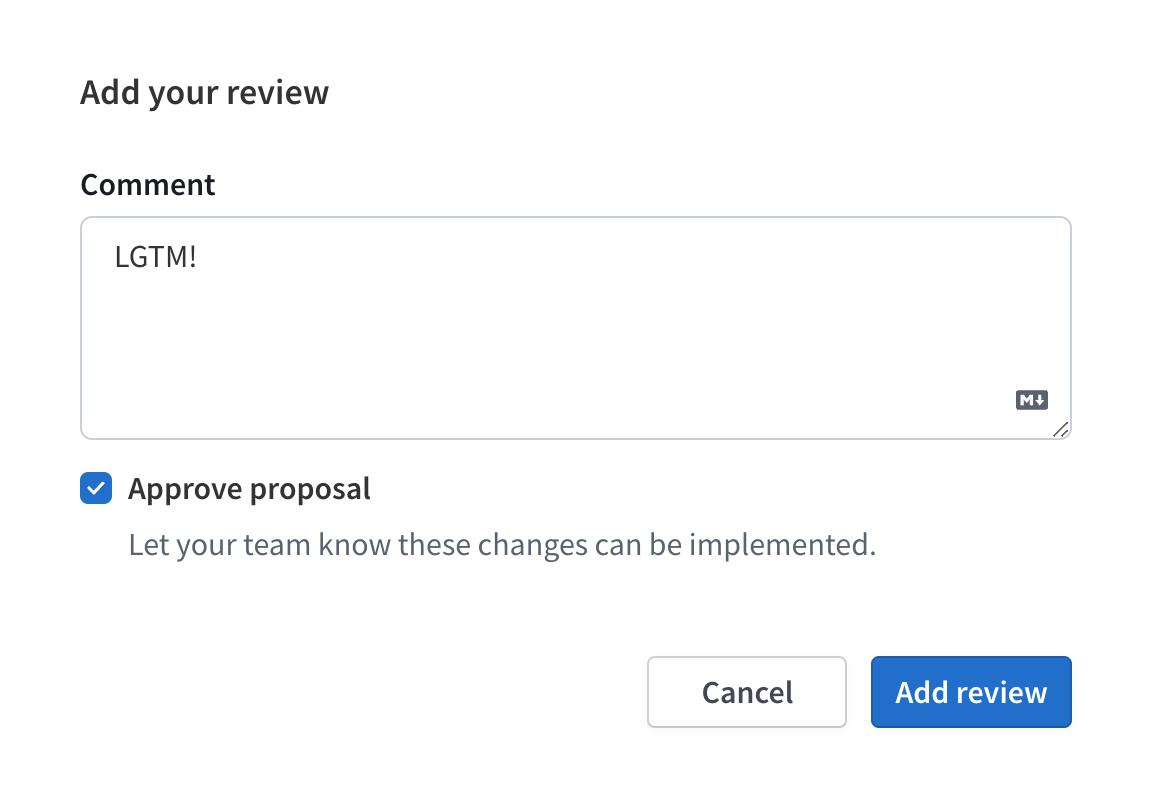 Add your review
Comment
LGTM!
M↓
Approve proposal
Let your team know these changes can be implemented.
Cancel
Add review